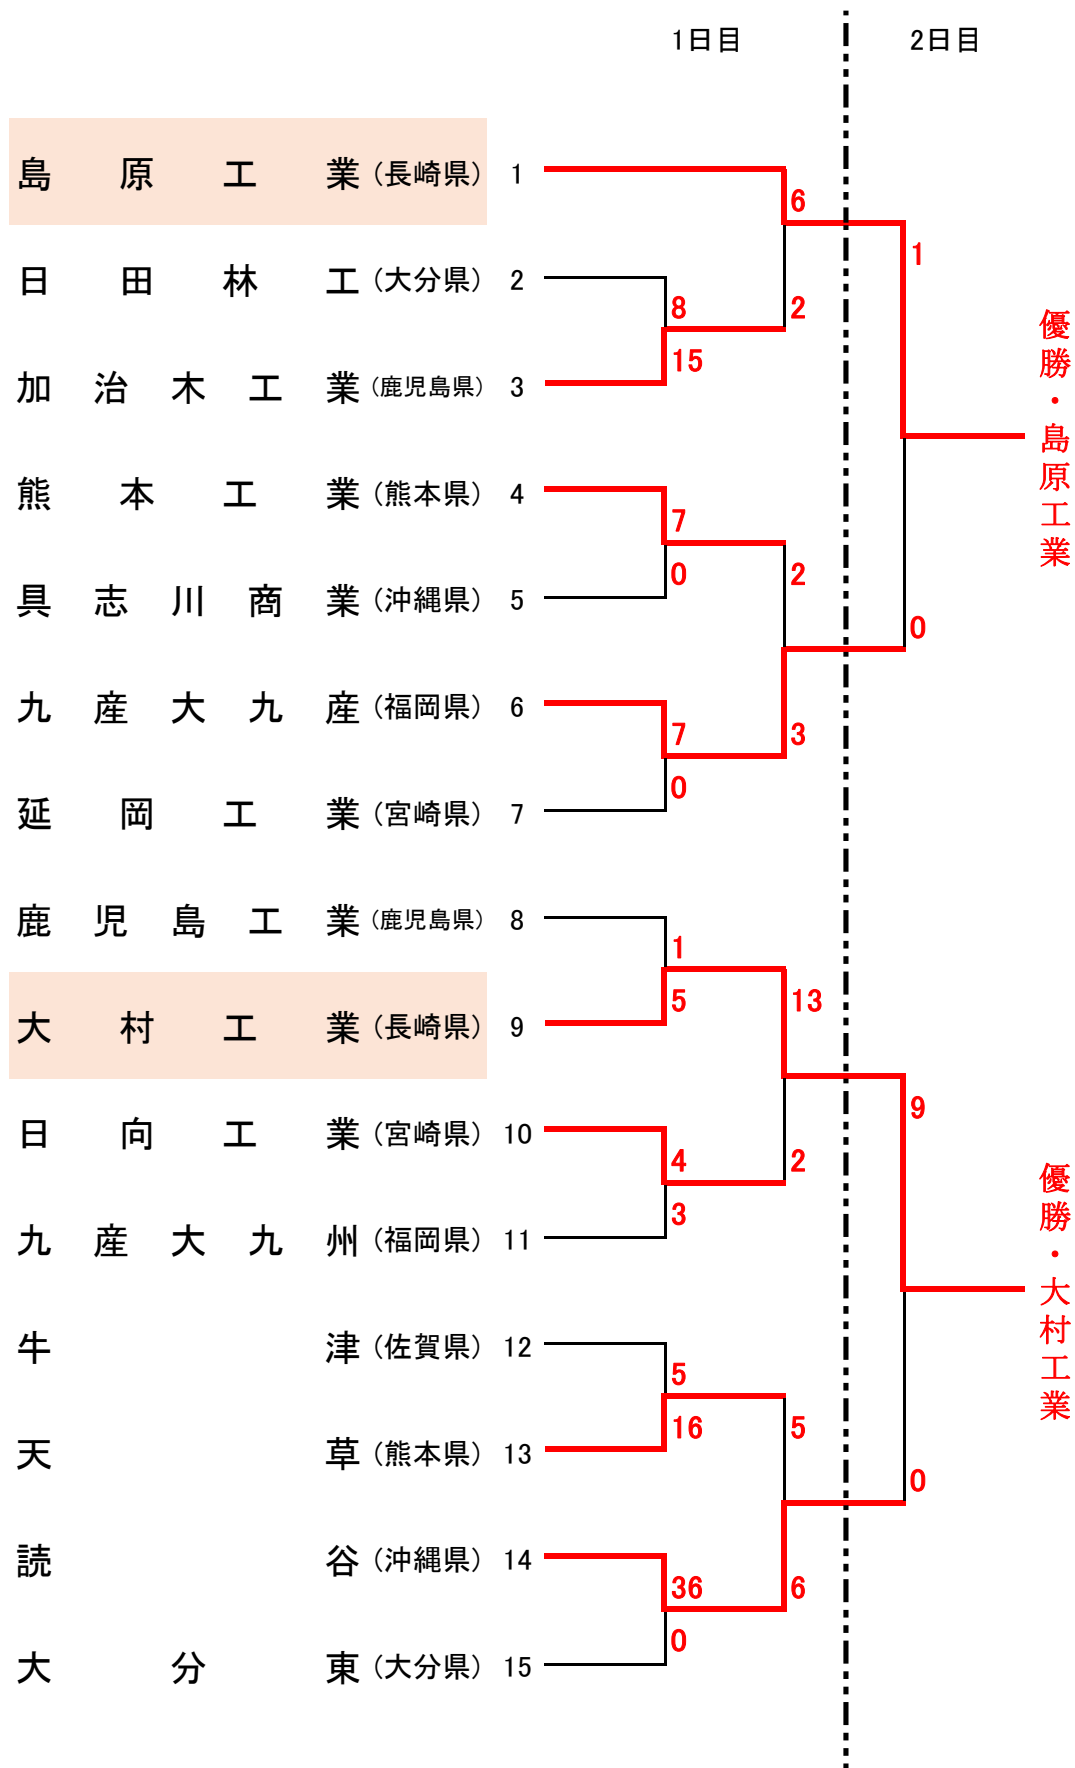 1日目 2日目
島原工業 (長崎県) 1
6
1
日田林工 (大分県) 2
8
2
15
加治木工業 (鹿児島県) 3
優勝・島原工業
熊本工業 (熊本県) 4
7
0
2
具志川商業 (沖縄県) 5
0
九産大九産 (福岡県) 6
7
3
0
延岡工業 (宮崎県) 7
鹿児島工業 (鹿児島県) 8
1
5
13
大村工業 (長崎県) 9
9
日向工業 (宮崎県) 10
4
2
3
九産大九州 (福岡県) 11
優勝・大村工業
牛津 (佐賀県) 12
5
16
5
天草 (熊本県) 13
0
読谷 (沖縄県) 14
36
6
0
大分東 (大分県) 15